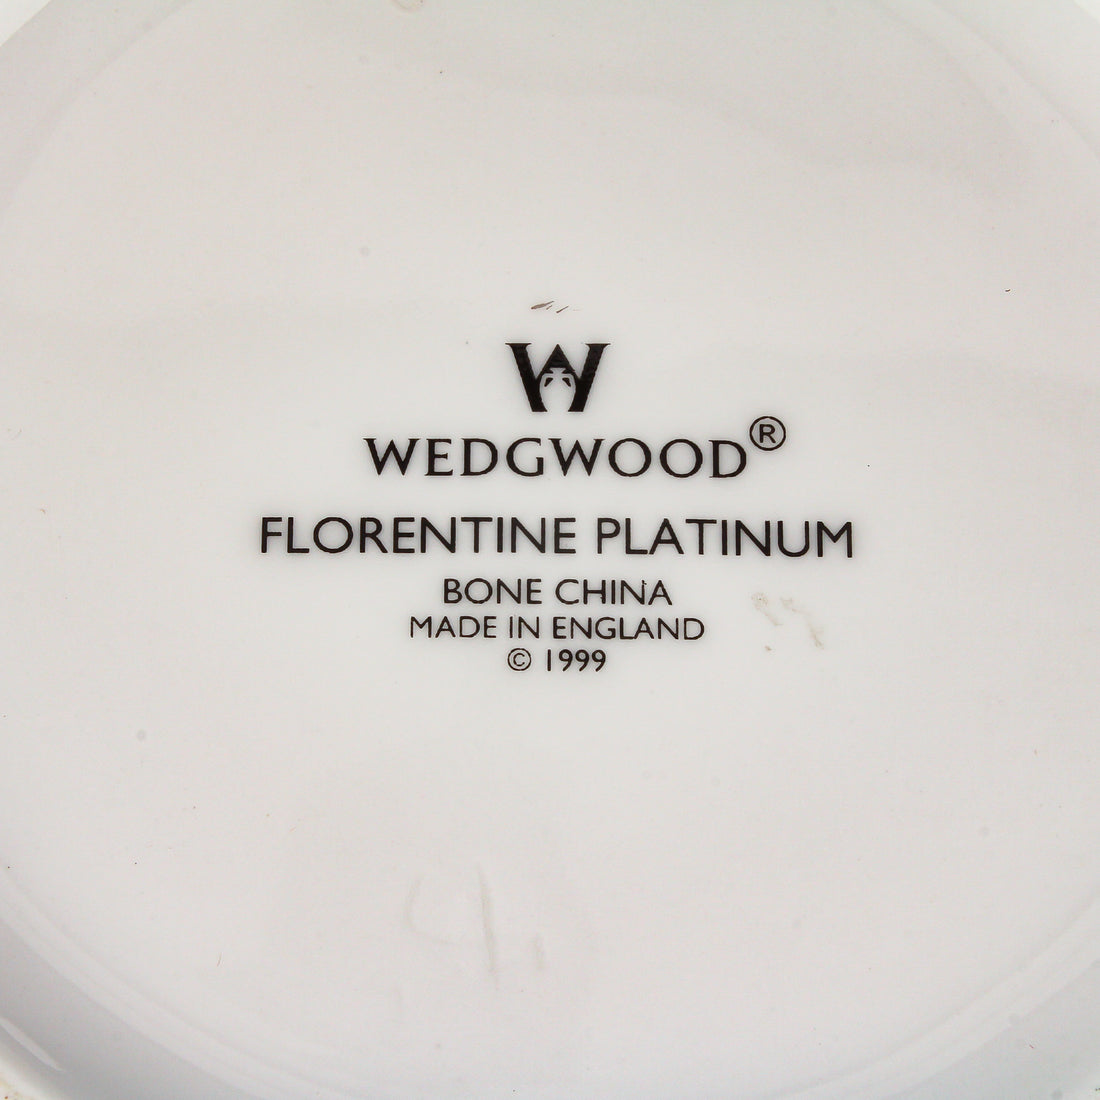 W
WEDGWOOD®
FLORENTINE PLATINUM
BONE CHINA
MADE IN ENGLAND
© 1999